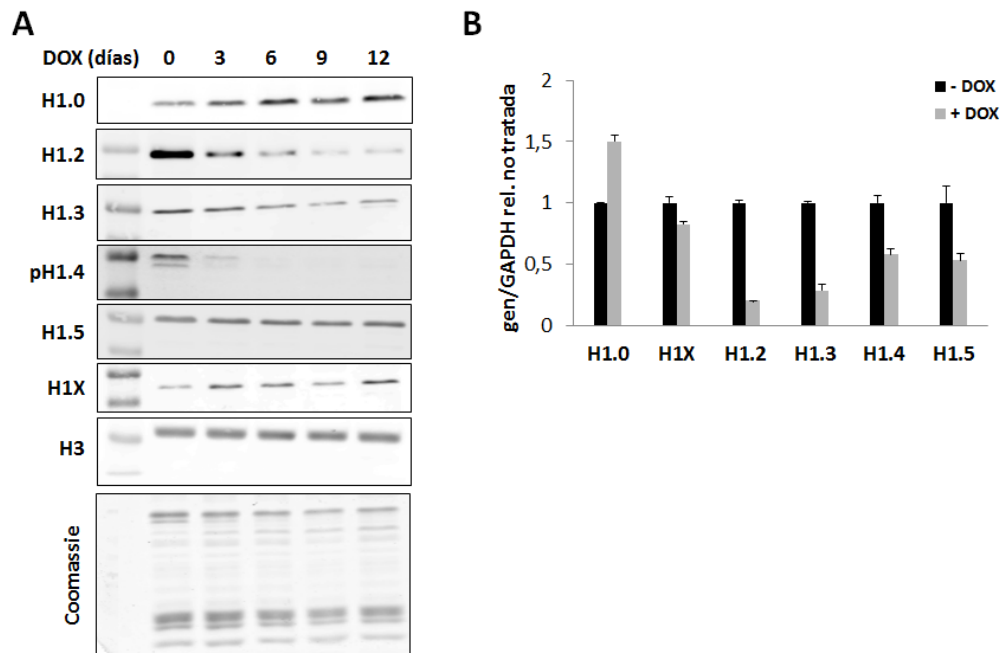 A
DOX (días) 0 3 6 9 12
H1.0
H1.2
H1.3
pH1.4
H1.5
H1X
H3
Coomassie
B
gen/GAPDH rel. no tratada
2
1,5
1
0,5
0
- DOX
+ DOX
H1.0 H1X H1.2 H1.3 H1.4 H1.5